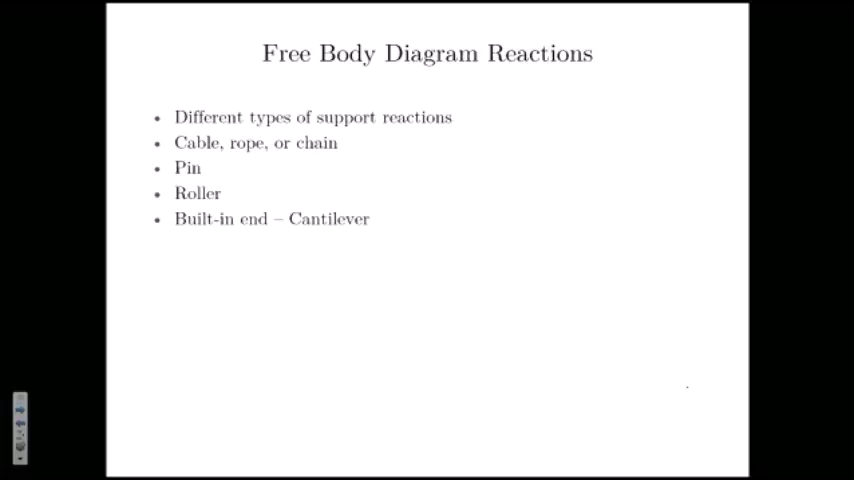 Free Body Diagram Reactions
• Different types of support reactions
• Cable, rope, or chain
• Pin
• Roller
• Built-in end – Cantilever